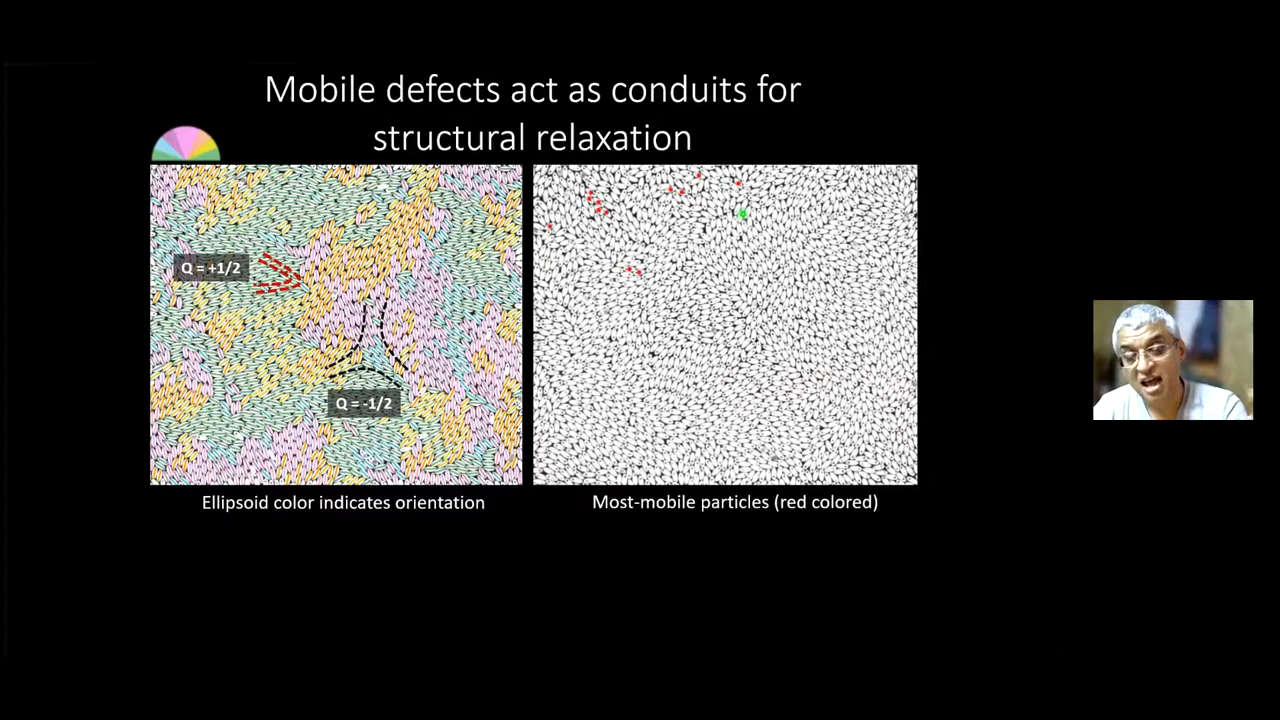 Mobile defects act as conduits for
structural relaxation
Q = +1/2
Q = -1/2
Ellipsoid color indicates orientation
Most-mobile particles (red colored)